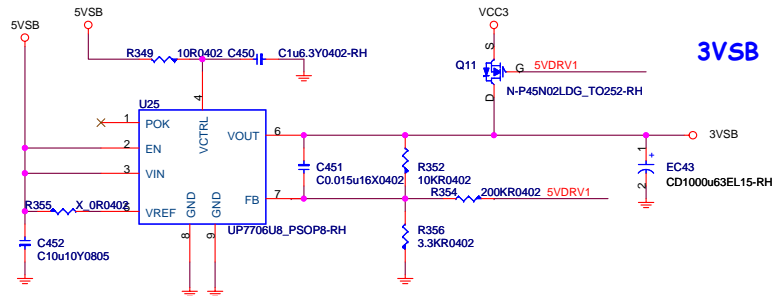 5VSB
5VSB
VCC3
3VSB
R349
10R0402
C450
C1u6.3Y0402-RH
S
Q11
G
5VDRV1
N-P45N02LDG_TO252-RH
D
U25
4
1
POK
VCTRL
VOUT
6
3VSB
2
EN
3
VIN
C451
C0.015u16X0402
R352
10KR0402
1
+
EC43
CD1000u63EL15-RH
2
R355
X_0R0402
5
VREF
GND
GND
FB
7
R354
200KR0402
5VDRV1
UP7706U8_PSOP8-RH
R356
3.3KR0402
C452
C10u10Y0805
8
9